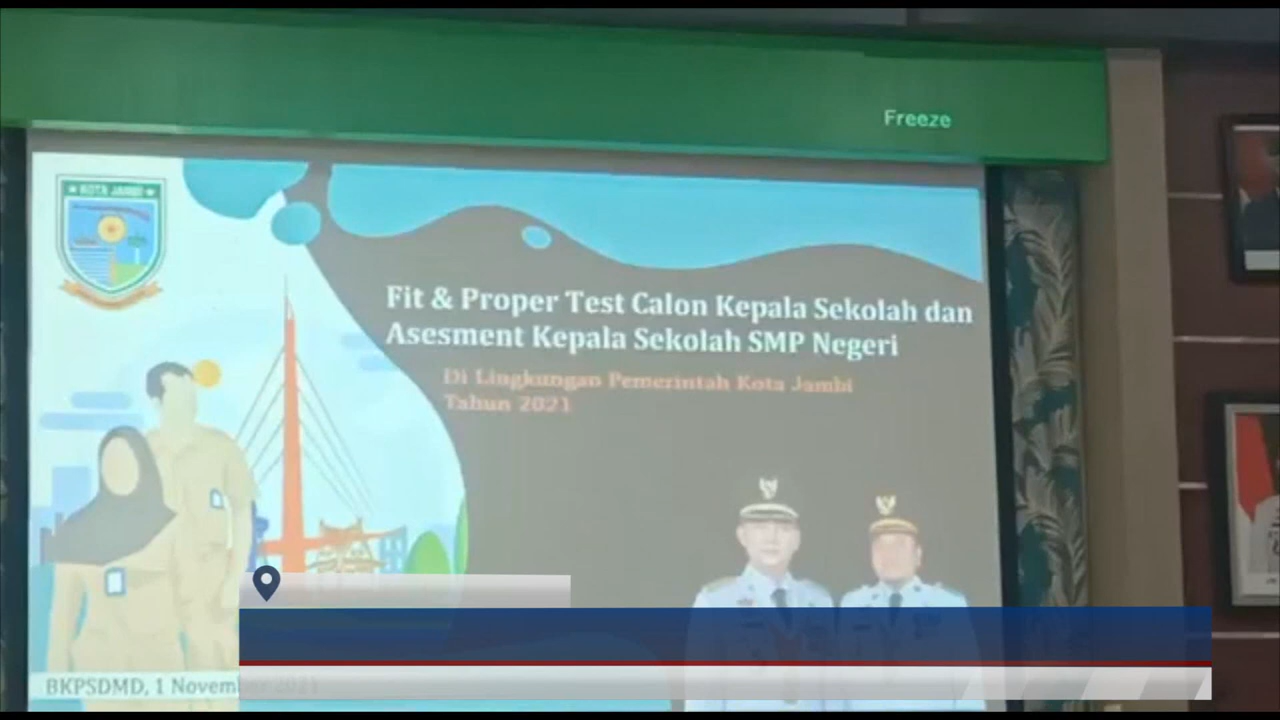 Freeze
KOTA JAMBI
Fit & Proper Test Calon Kepala Sekolah dan
Asesment Kepala Sekolah SMP Negeri
Di Lingkungan Pemerintah Kota Jambi
Tahun 2021
BKPSDMD, 1 November 2021